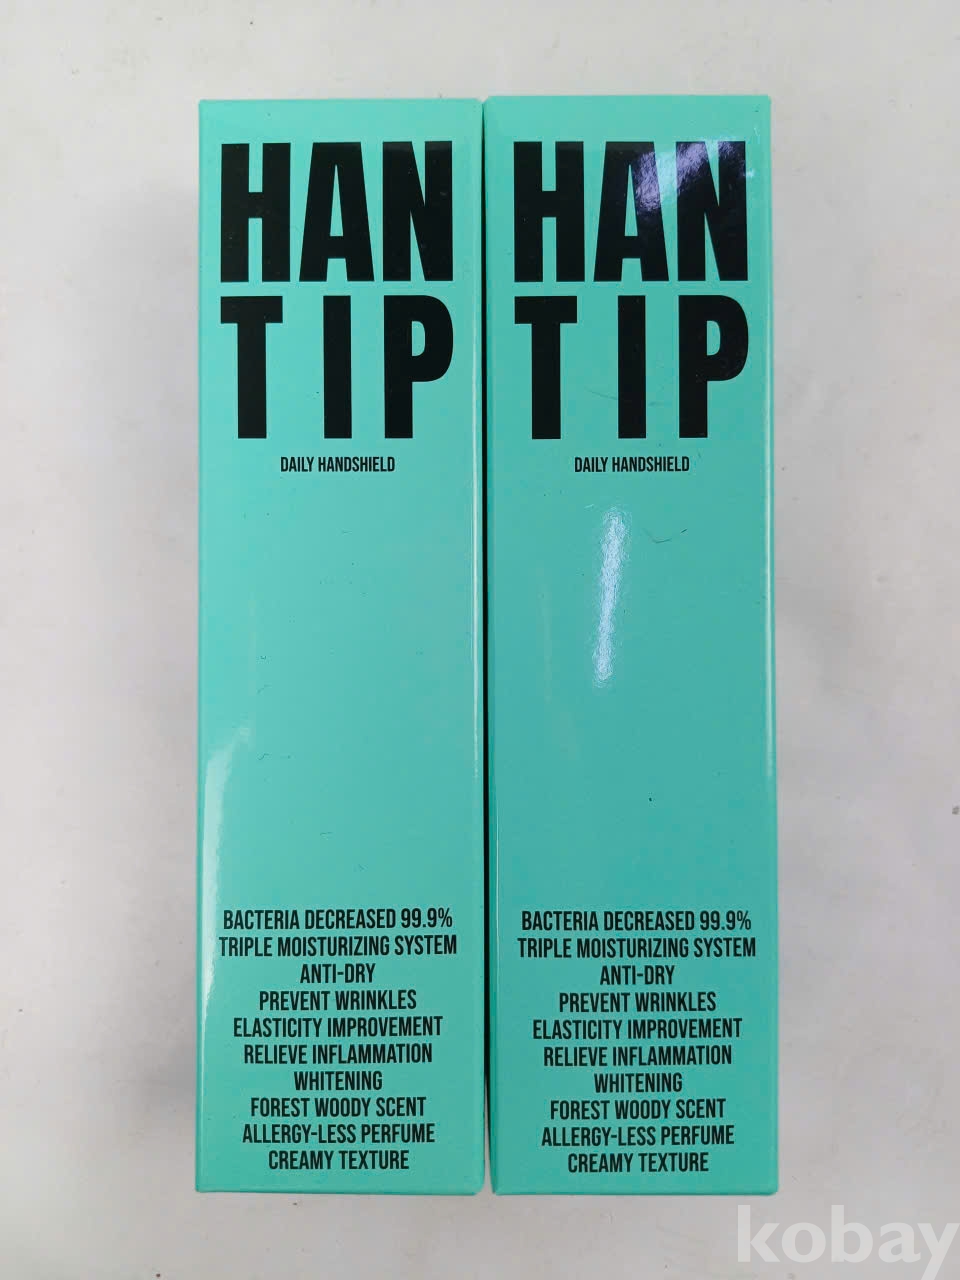 HAN
TIP
DAILY HANDSHIELD
BACTERIA DECREASED 99.9%
TRIPLE MOISTURIZING SYSTEM
ANTI-DRY
PREVENT WRINKLES
ELASTICITY IMPROVEMENT
RELIEVE INFLAMMATION
WHITENING
FOREST WOODY SCENT
ALLERGY-LESS PERFUME
CREAMY TEXTURE
HAN
TIP
DAILY HANDSHIELD
BACTERIA DECREASED 99.9%
TRIPLE MOISTURIZING SYSTEM
ANTI-DRY
PREVENT WRINKLES
ELASTICITY IMPROVEMENT
RELIEVE INFLAMMATION
WHITENING
FOREST WOODY SCENT
ALLERGY-LESS PERFUME
CREAMY TEXTURE
kobay